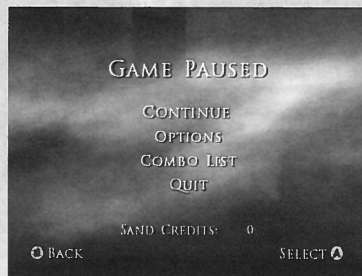 GAME PAUSED
CONTINUE
OPTIONS
COMBO LIST
QUIT
SAND CREDITS: 0
BACK SELECT A